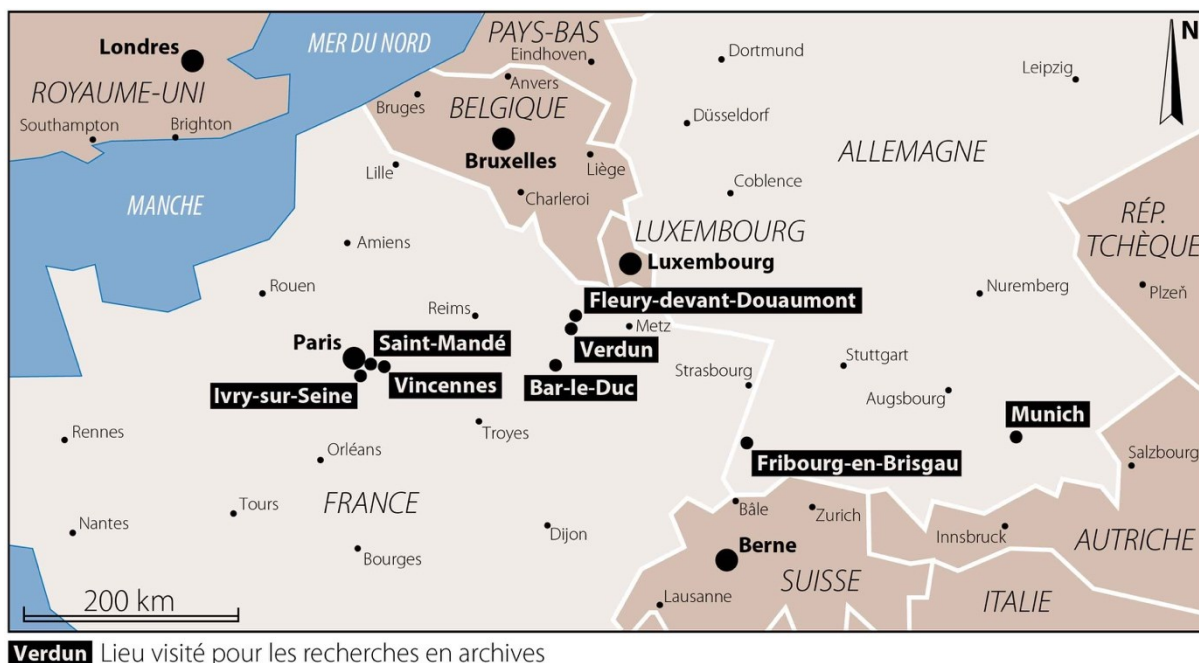 Londres
MER DU NORD
PAYS-BAS
Eindhoven
Dortmund
Leipzig
N
ROYAUME-UNI
Anvers
Bruges
BELGIQUE
Southampton
Brighton
Düsseldorf
Bruxelles
Liège
ALLEMAGNE
Lille
Charleroi
Coblence
MANCHE
Amiens
LUXEMBOURG
Luxembourg
RÉP.
TCHÈQUE
Rouen
Reims
Fleury-devant-Douaumont
Nuremberg
Plzeň
Metz
Paris
Saint-Mandé
Verdun
Stuttgart
Ivry-sur-Seine
Vincennes
Bar-le-Duc
Strasbourg
Augsbourg
Munich
Rennes
Troyes
Orléans
Fribourg-en-Brisgau
Salzbourg
Tours
FRANCE
Nantes
Dijon
Bâle
Zurich
Innsbruck
AUTRICHE
Bourges
Berne
SUISSE
ITALIE
200 km
Lausanne
Verdun Lieu visité pour les recherches en archives